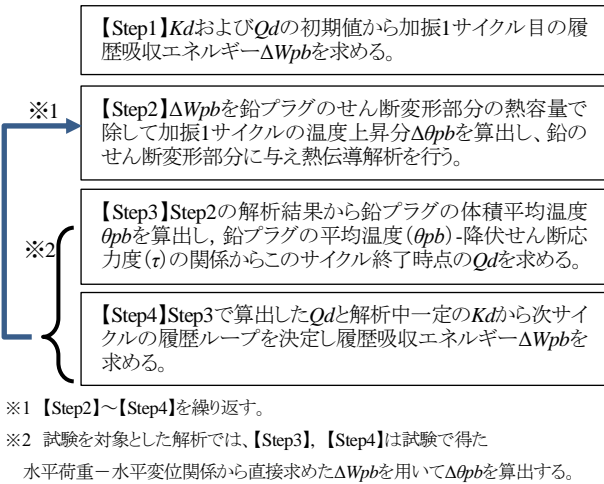 【Step1】KdおよびQdの初期値から加振1サイクル目の履
歴吸収エネルギーΔWpbを求める。
※1
【Step2】ΔWpbを鉛プラグのせん断変形部分の熱容量で
除して加振1サイクルの温度上昇分Δθpbを算出し、鉛の
せん断変形部分に与え熱伝導解析を行う。
※2
【Step3】Step2の解析結果から鉛プラグの体積平均温度
θpbを算出し，鉛プラグの平均温度（θpb）-降伏せん断応
力度（τ）の関係からこのサイクル終了時点のQdを求める。
【Step4】Step3で算出したQdと解析中一定のKdから次サイ
クルの履歴ループを決定し履歴吸収エネルギーΔWpbを
求める。
※1 【Step2】～【Step4】を繰り返す。
※2 試験を対象とした解析では、【Step3】，【Step4】は試験で得た
水平荷重－水平変位関係から直接求めたΔWpbを用いてΔθpbを算出する。